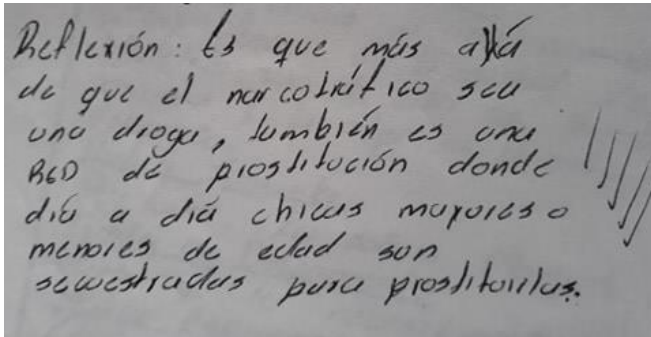 Reflexión: Es que más allá
de que el narcotráfico sea
una droga, también es una
RED de prostitución donde
día a día chicas mayores o
menores de edad son
secuestradas para prostituirlas.